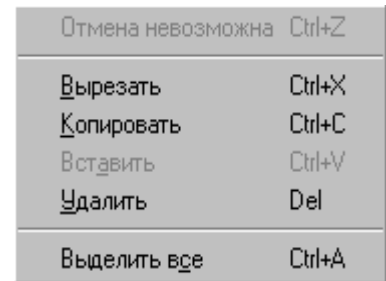 Отмена невозможна Ctrl+Z
Вырезать Ctrl+X
Копировать Ctrl+C
Вставить Ctrl+V
Удалить Del
Выделить все Ctrl+A